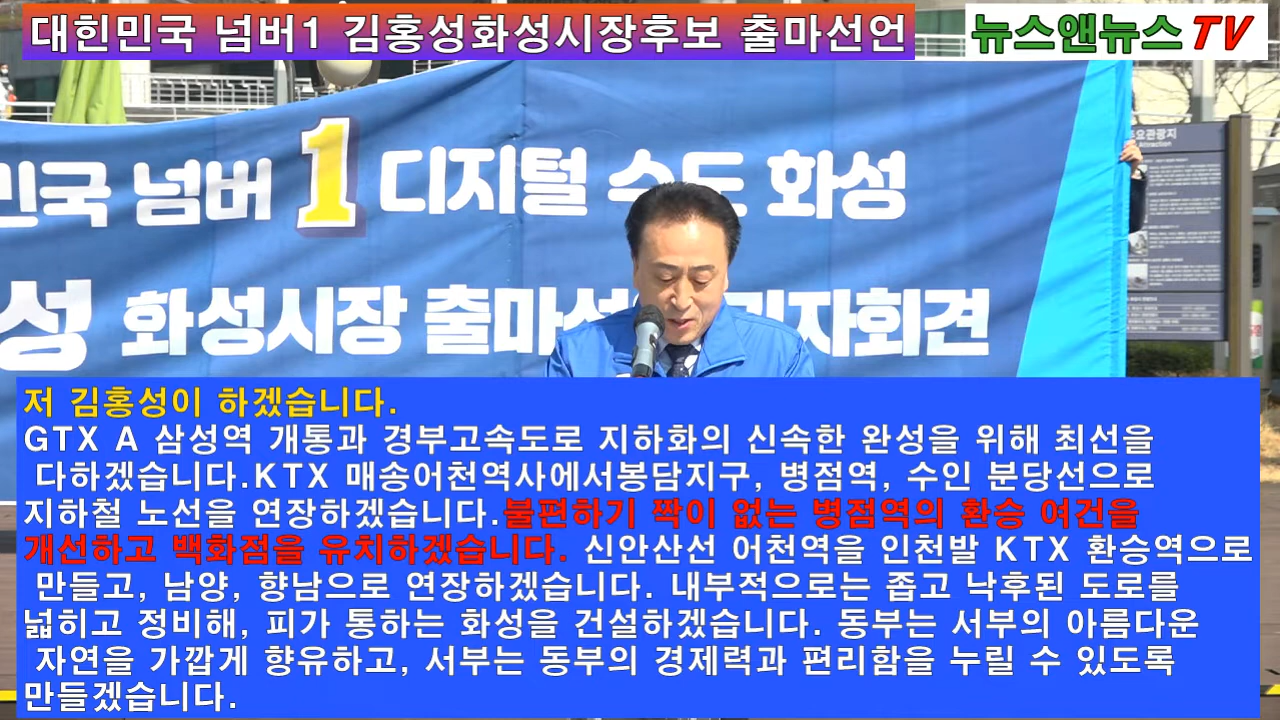 대힌민국 넘버1 김홍성화성시장후보 출마선언
뉴스앤뉴스TV
민국 넘버 1 디지털 수도 화성
성 화성시장 출마선 기자회견
요관광지
Attraction
저 김홍성이 하겠습니다.
GTX A 삼성역 개통과 경부고속도로 지하화의 신속한 완성을 위해 최선을
다하겠습니다.KTX 매송어천역사에서봉담지구, 병점역, 수인 분당선으로
지하철 노선을 연장하겠습니다.불편하기 짝이 없는 병점역의 환승 여건을
개선하고 백화점을 유치하겠습니다. 신안산선 어천역을 인천발 KTX 환승역으로
만들고, 남양, 향남으로 연장하겠습니다. 내부적으로는 좁고 낙후된 도로를
넓히고 정비해, 피가 통하는 화성을 건설하겠습니다. 동부는 서부의 아름다운
자연을 가깝게 향유하고, 서부는 동부의 경제력과 편리함을 누릴 수 있도록
만들겠습니다.